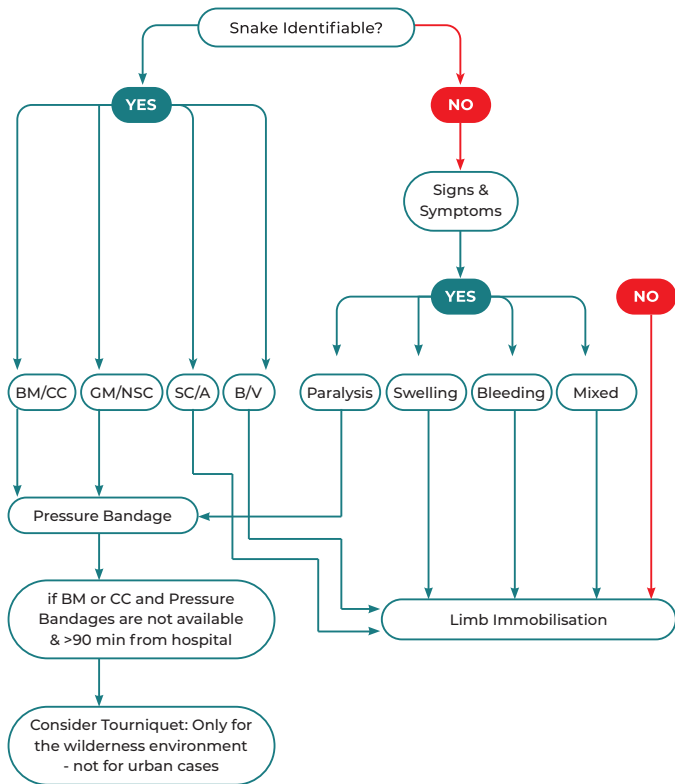 Snake Identifiable?
YES
NO
Signs &
Symptoms
YES
NO
BM/CC
GM/NSC
SC/A
B/V
Paralysis
Swelling
Bleeding
Mixed
Pressure Bandage
if BM or CC and Pressure
Bandages are not available
& >90 min from hospital
Limb Immobilisation
Consider Tourniquet: Only for
the wilderness environment
- not for urban cases